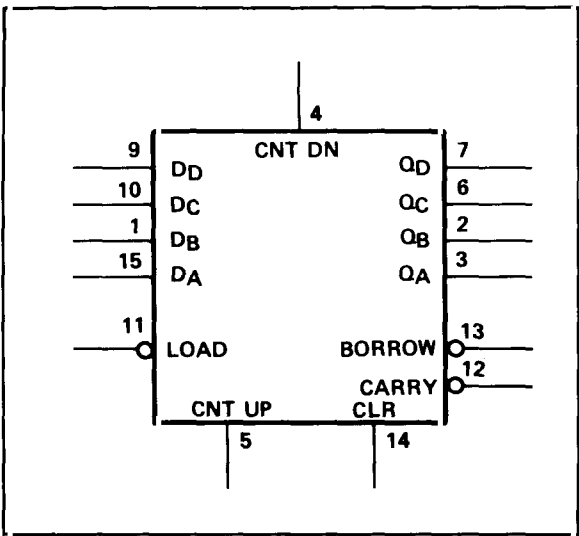 4
CNT DN
9 DD QD 7
10 DC QC 6
1 DB QB 2
15 DA QA 3
11 LOAD BORROW 13
CARRY 12
CNT UP CLR
5 14